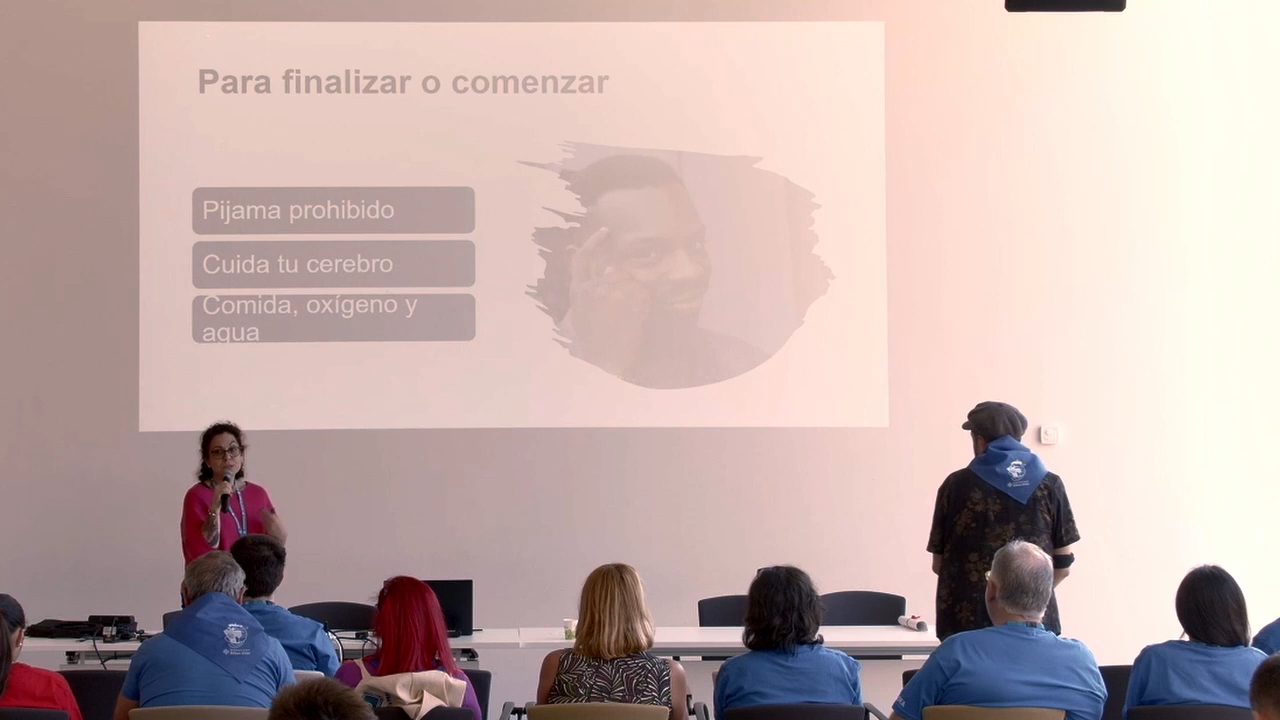 Para finalizar o comenzar
Pijama prohibido
Cuida tu cerebro
Comida, oxígeno y
agua